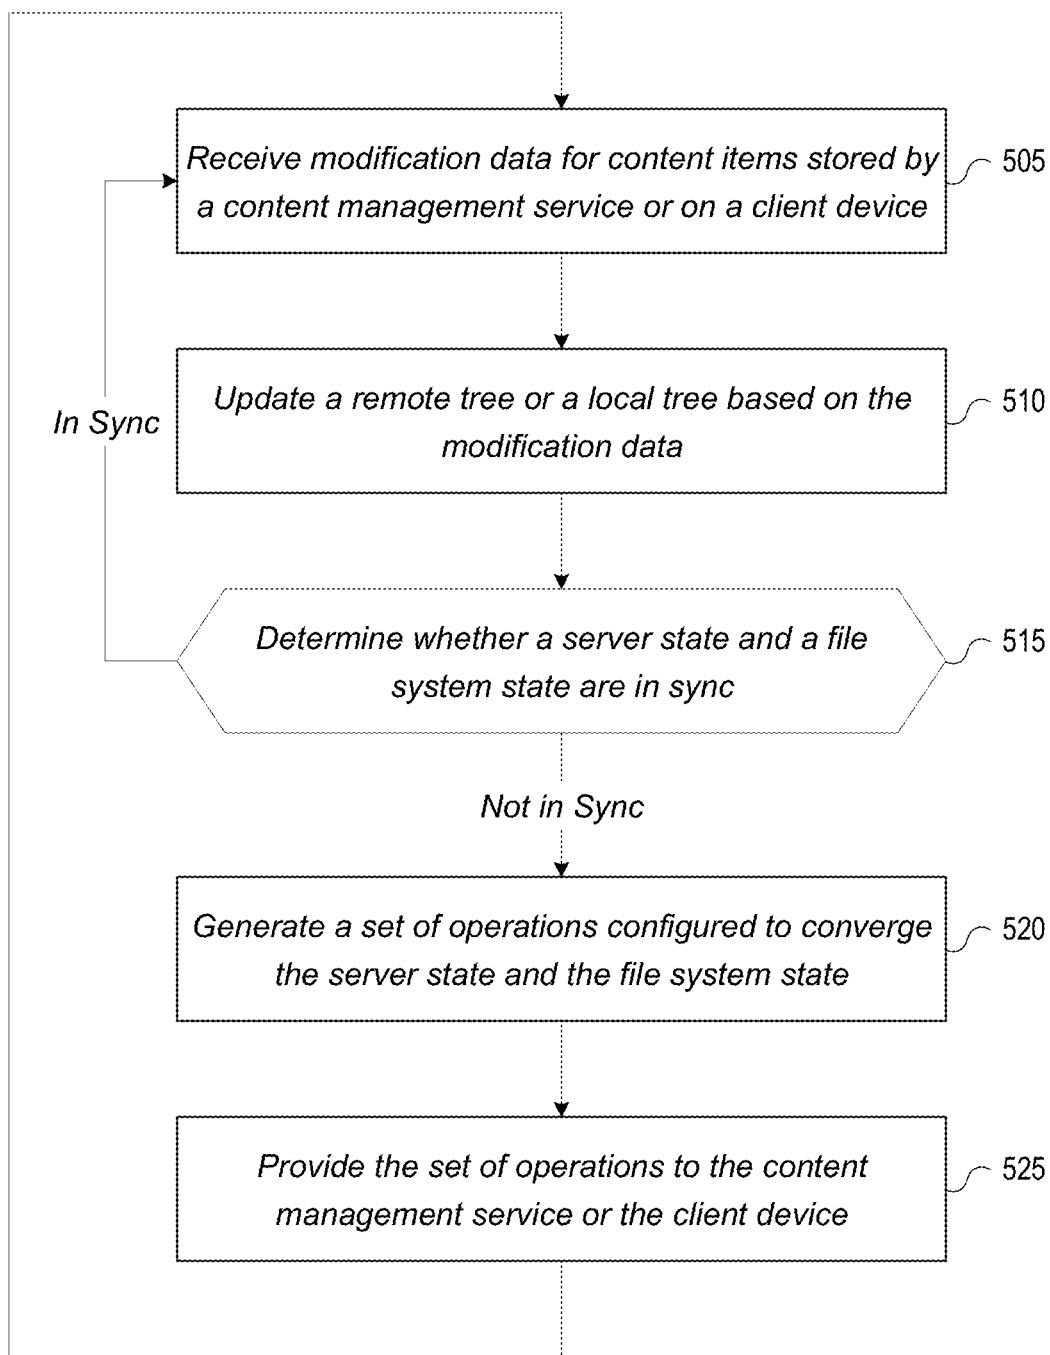 Receive modification data for content items stored by
a content management service or on a client device
505
Update a remote tree or a local tree based on the
modification data
510
In Sync
Determine whether a server state and a file
system state are in sync
515
Not in Sync
Generate a set of operations configured to converge
the server state and the file system state
520
Provide the set of operations to the content
management service or the client device
525